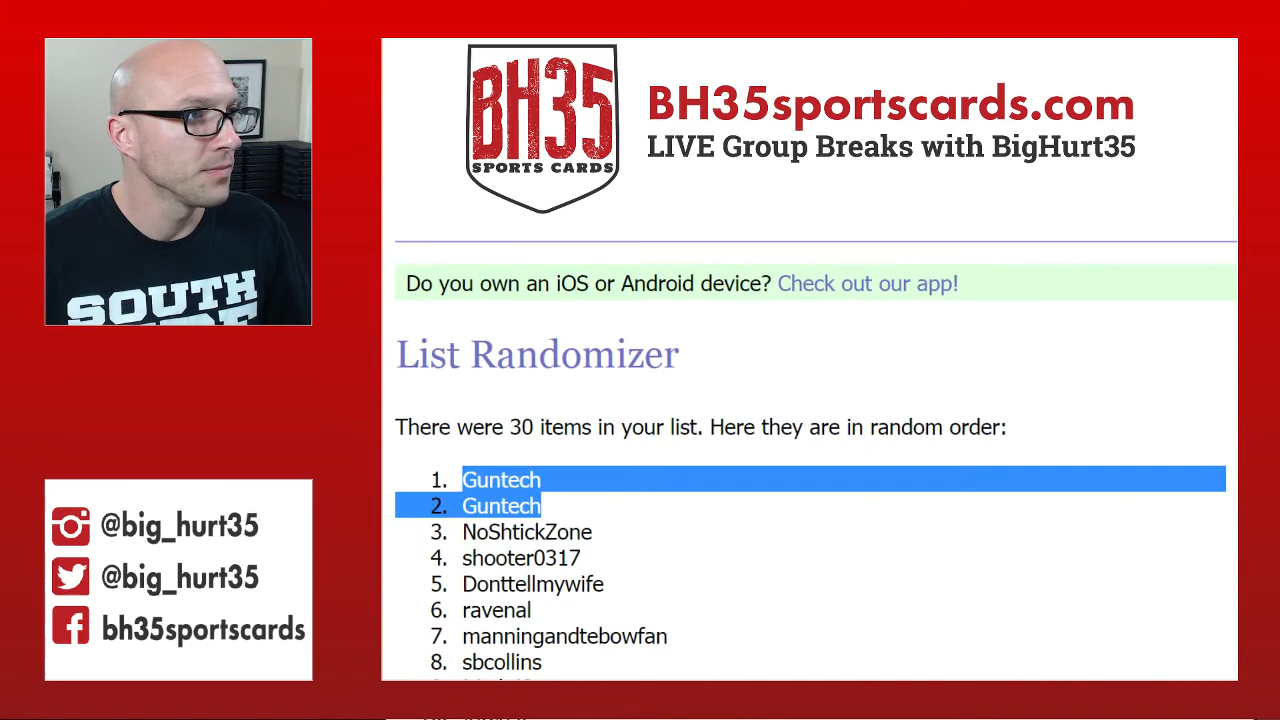 BH35
SPORTS CARDS
BH35sportscards.com
LIVE Group Breaks with BigHurt35
SOUTH
Do you own an iOS or Android device? Check out our app!
List Randomizer
There were 30 items in your list. Here they are in random order:
1. Guntech
2. Guntech
3. NoShtickZone
4. shooter0317
5. Donttellmywife
6. ravenal
7. manningandtebowfan
8. sbcollins
@big_hurt35
@big_hurt35
bh35sportscards